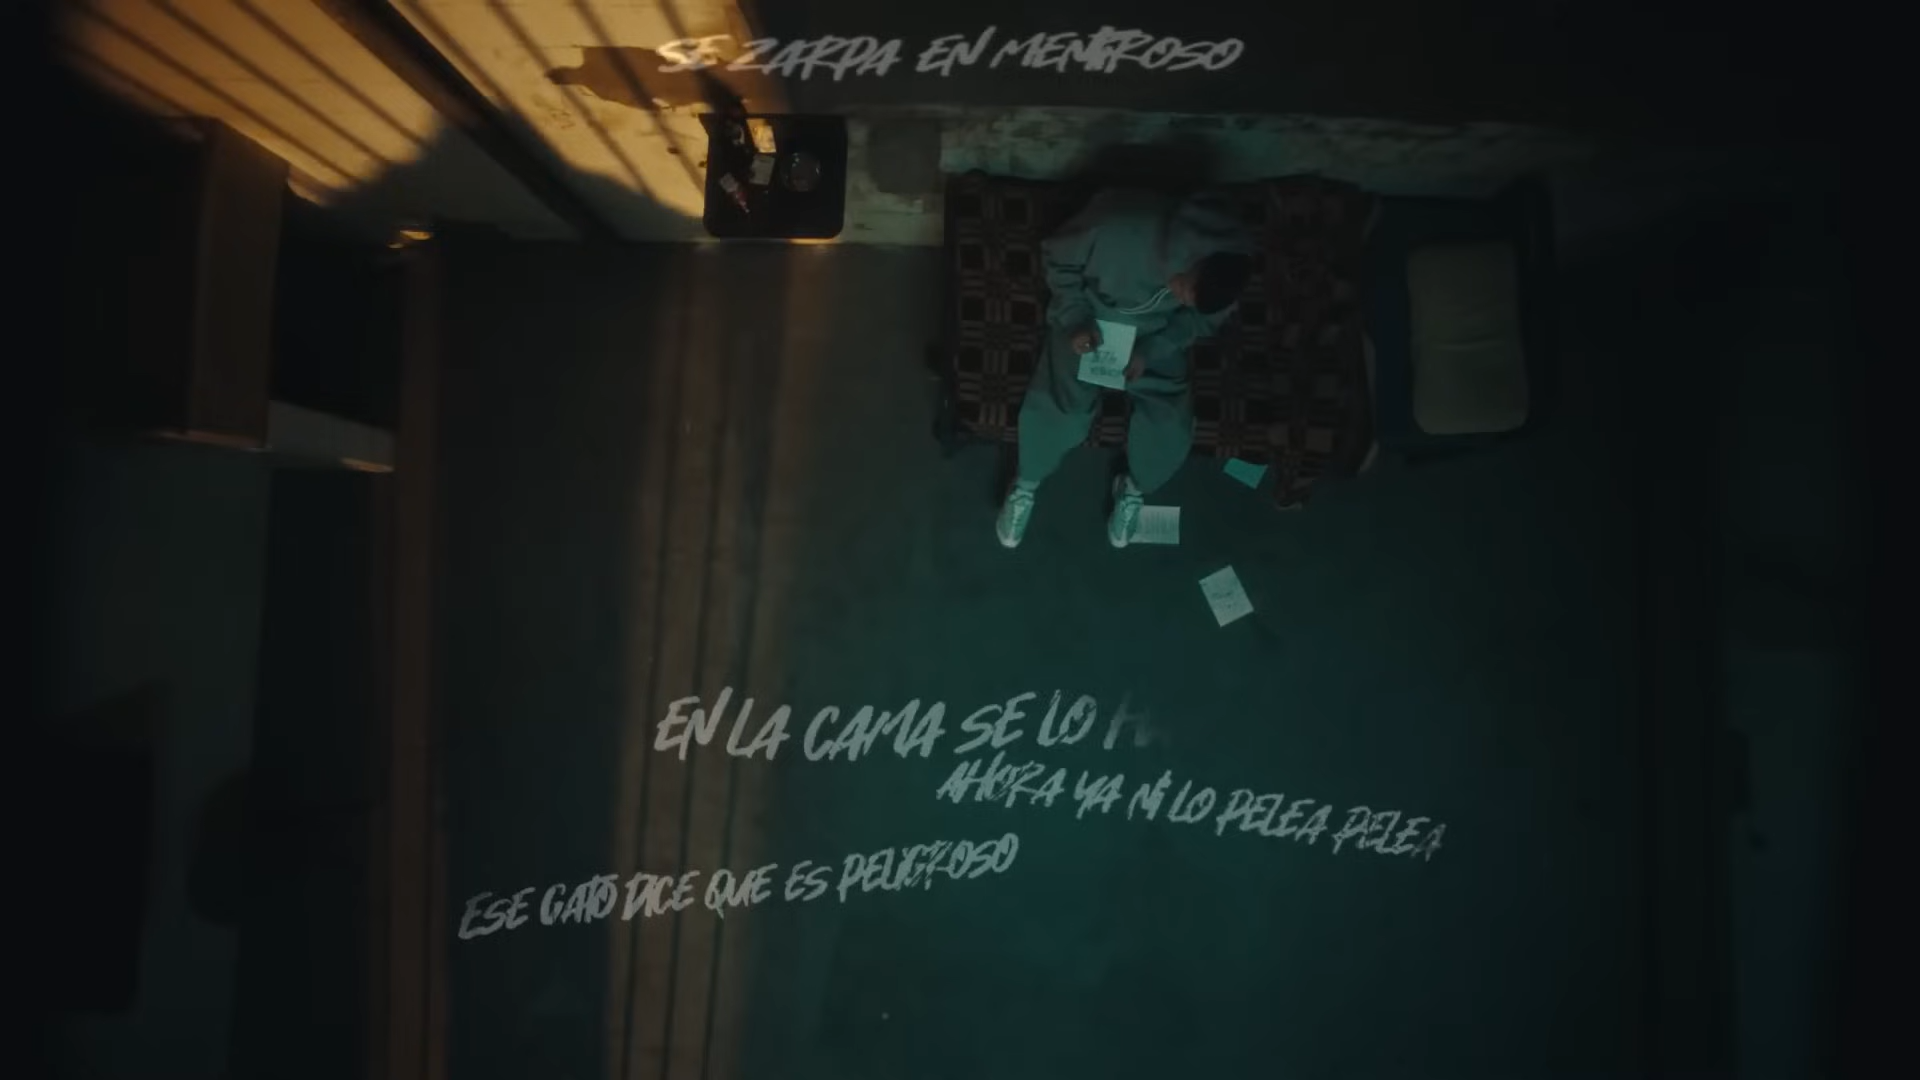 SE ZARPA EN MENTIROSO
EN LA CAMA SE LO
AHORA YA NI LO PELEA PELEA
ESE GATO DICE QUE ES PELIGROSO